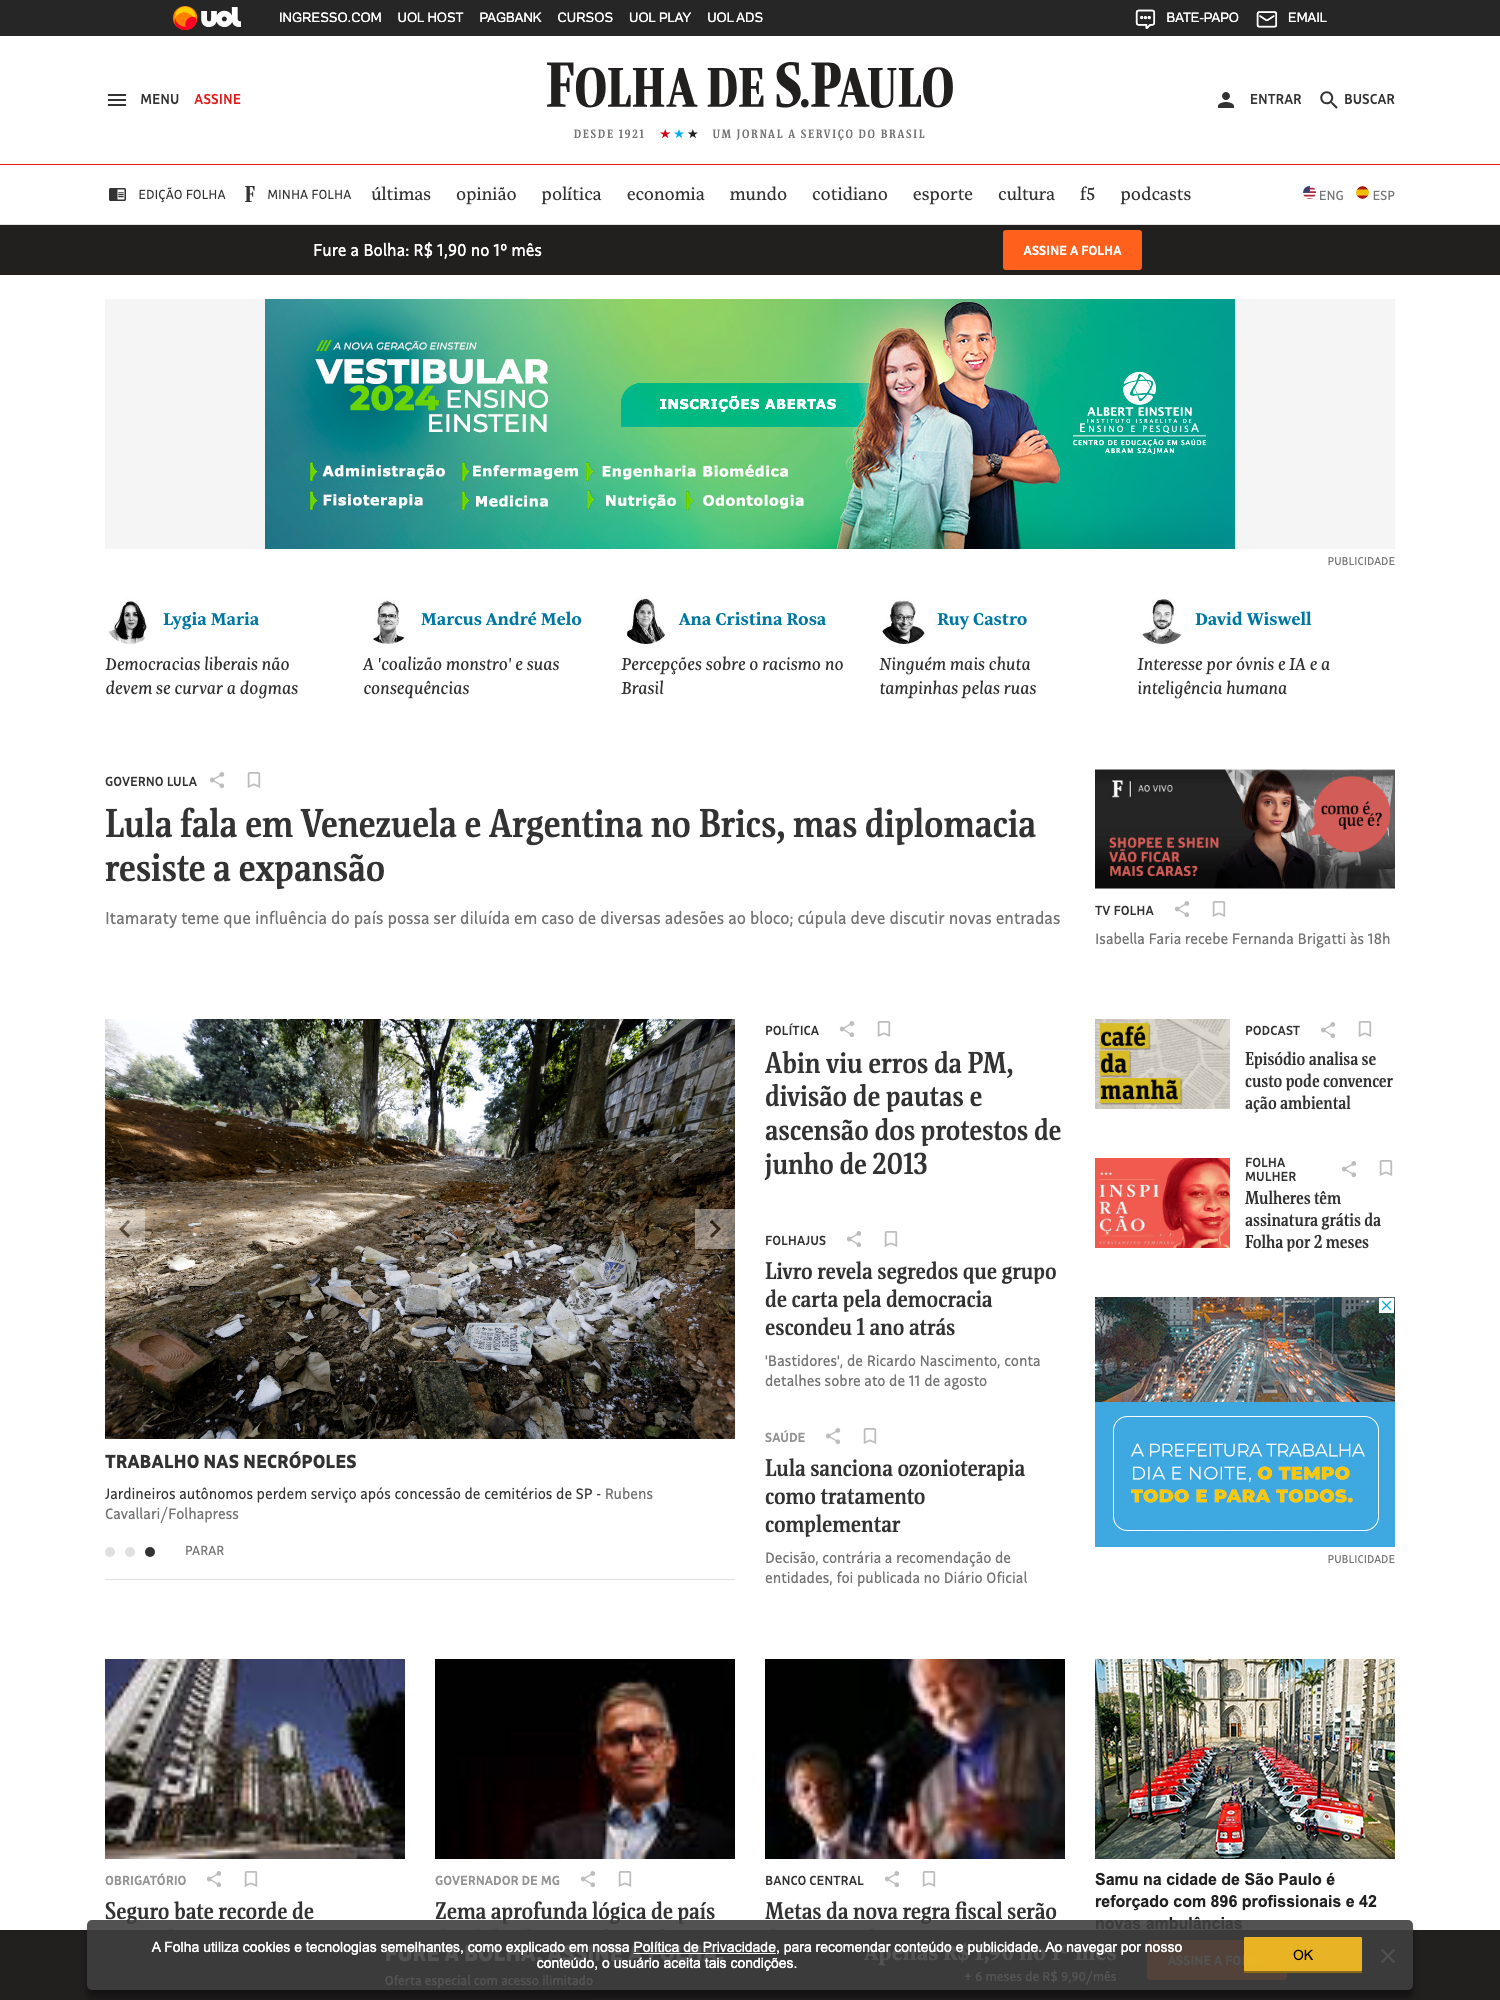 uol
INGRESSO.COM UOL HOST PAGBANK CURSOS UOL PLAY UOL ADS
BATE-PAPO EMAIL
MENU ASSINE
FOLHA DE S.PAULO
DESDE 1921 ★★★ UM JORNAL A SERVIÇO DO BRASIL
ENTRAR BUSCAR
EDIÇÃO FOLHA F MINHA FOLHA últimas opinião política economia mundo cotidiano esporte cultura f5 podcasts ENG ESP
Fure a Bolha: R$ 1,90 no 1º mês
ASSINE A FOLHA
/// A NOVA GERAÇÃO EINSTEIN
VESTIBULAR
2024 ENSINO
EINSTEIN
INSCRIÇÕES ABERTAS
Administração Enfermagem Engenharia Biomédica
Fisioterapia Medicina Nutrição Odontologia
ALBERT EINSTEIN
INSTITUTO ISRAELITA DE
ENSINO E PESQUISA
CENTRO DE EDUCAÇÃO EM SAÚDE
ABRAM SZAJMAN
PUBLICIDADE
Lygia Maria
Democracias liberais não
devem se curvar a dogmas
Marcus André Melo
A 'coalizão monstro' e suas
consequências
Ana Cristina Rosa
Percepções sobre o racismo no
Brasil
Ruy Castro
Ninguém mais chuta
tampinhas pelas ruas
David Wiswell
Interesse por óvnis e IA e a
inteligência humana
GOVERNO LULA
Lula fala em Venezuela e Argentina no Brics, mas diplomacia
resiste a expansão
Itamaraty teme que influência do país possa ser diluída em caso de diversas adesões ao bloco; cúpula deve discutir novas entradas
F AO VIVO
SHOPEE E SHEIN
VÃO FICAR
MAIS CARAS?
como é
que é?
TV FOLHA
Isabella Faria recebe Fernanda Brigatti às 18h
TRABALHO NAS NECRÓPOLES
Jardineiros autônomos perdem serviço após concessão de cemitérios de SP - Rubens
Cavallari/Folhapress
PARAR
POLÍTICA
Abin viu erros da PM,
divisão de pautas e
ascensão dos protestos de
junho de 2013
FOLHAJUS
Livro revela segredos que grupo
de carta pela democracia
escondeu 1 ano atrás
'Bastidores', de Ricardo Nascimento, conta
detalhes sobre ato de 11 de agosto
SAÚDE
Lula sanciona ozonioterapia
como tratamento
complementar
Decisão, contrária a recomendação de
entidades, foi publicada no Diário Oficial
café
da
manhã
PODCAST
Episódio analisa se
custo pode convencer
ação ambiental
INSPI
RA
ÇÃO
FOLHA
MULHER
Mulheres têm
assinatura grátis da
Folha por 2 meses
A PREFEITURA TRABALHA
DIA E NOITE, O TEMPO
TODO E PARA TODOS.
PUBLICIDADE
OBRIGATÓRIO
Seguro bate recorde de
GOVERNADOR DE MG
Zema aprofunda lógica de país
BANCO CENTRAL
Metas da nova regra fiscal serão
Samu na cidade de São Paulo é
reforçado com 896 profissionais e 42
novas ambulâncias
A Folha utiliza cookies e tecnologias semelhantes, como explicado em nossa Política de Privacidade, para recomendar conteúdo e publicidade. Ao navegar por nosso
conteúdo, o usuário aceita tais condições.
OK
Apenas R$ 1,90 no 1º mês
Oferta especial com acesso ilimitado
+ 6 meses de R$ 9,90/mês
ASSINE A FO